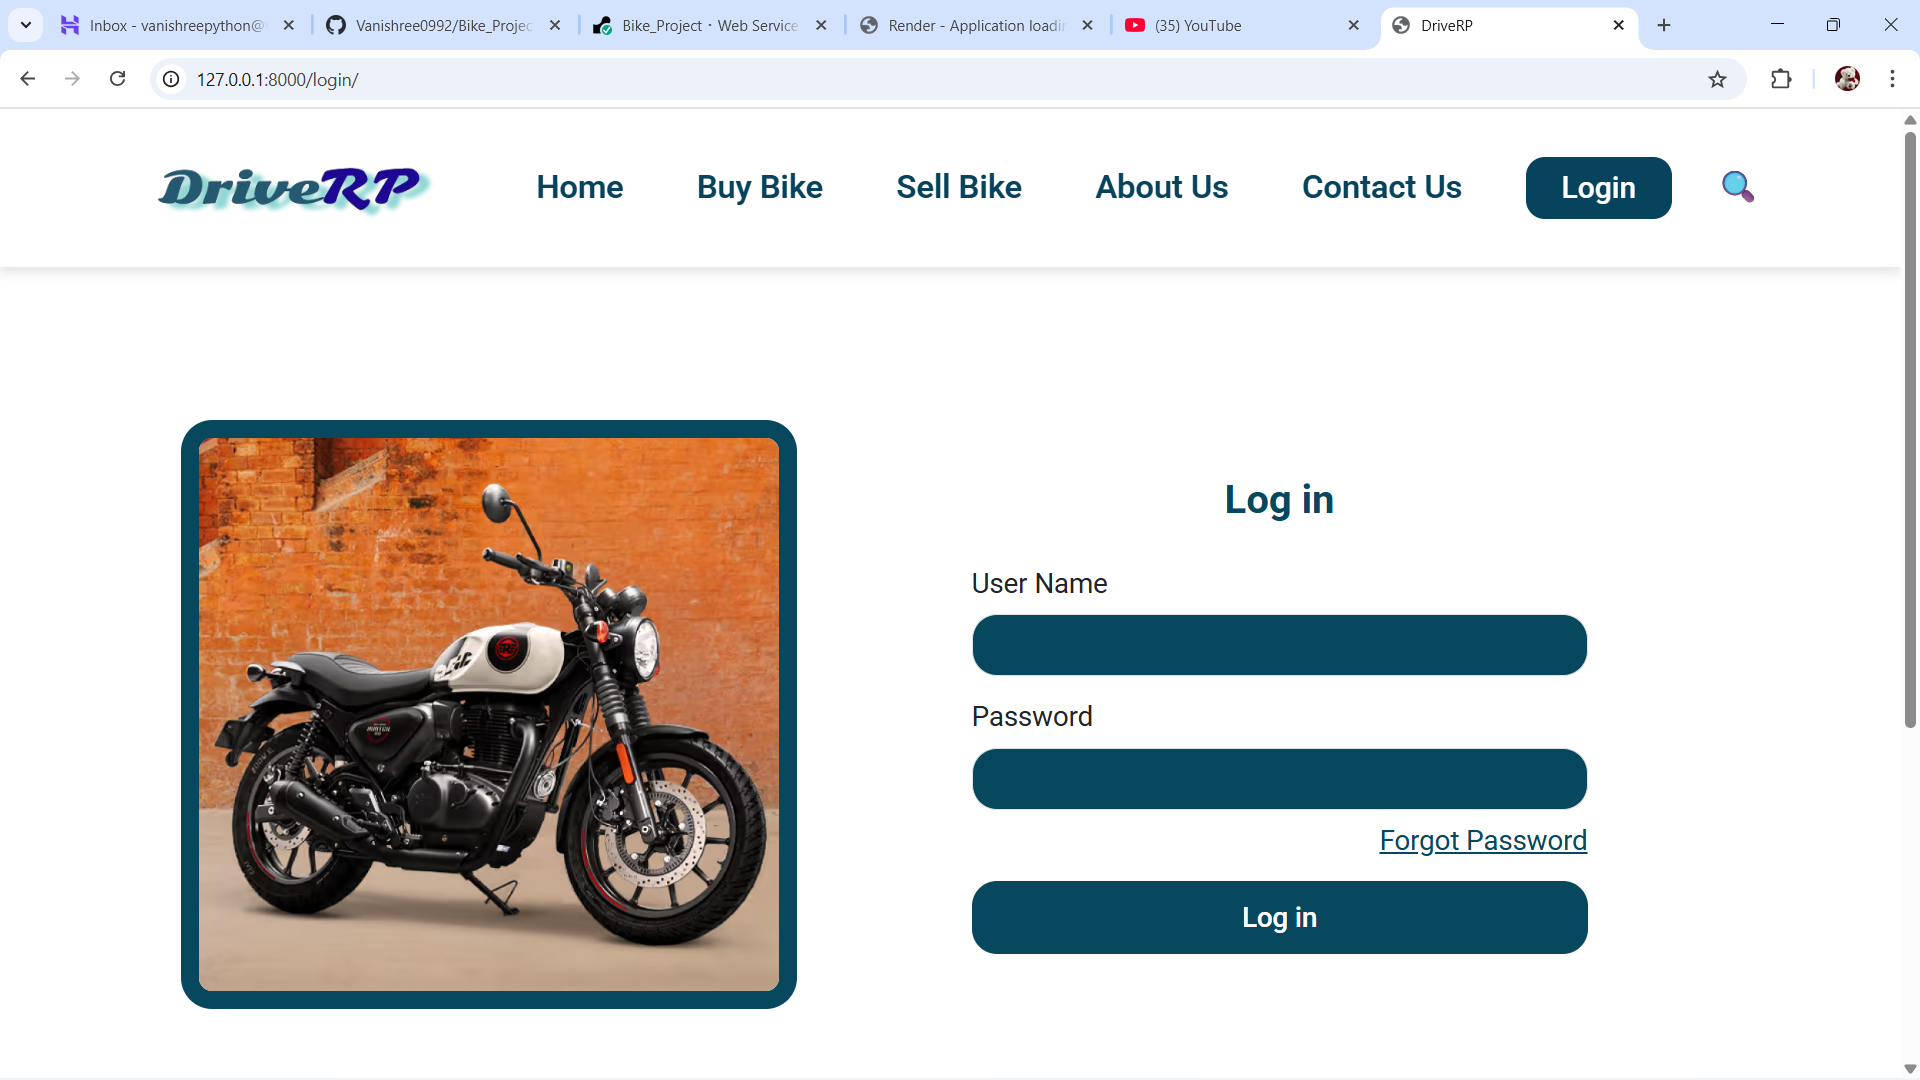 Inbox - vanishreepython@
Vanishree0992/Bike_Projec
Bike_Project · Web Service
Render - Application loadin
(35) YouTube
DriveRP
127.0.0.1:8000/login/
DriveRP
Home
Buy Bike
Sell Bike
About Us
Contact Us
Login
Log in
User Name
Password
Forgot Password
Log in